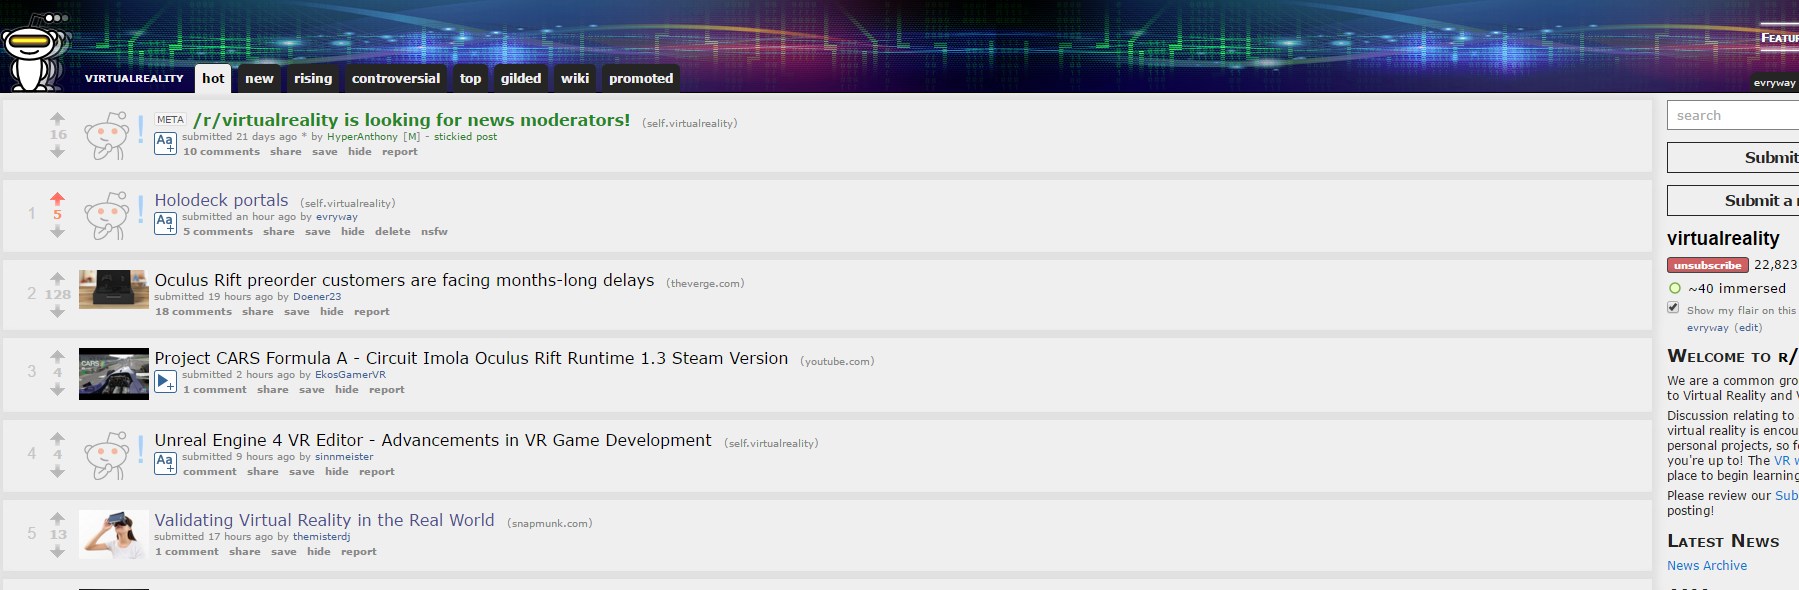 VIRTUALREALITY hot new rising controversial top gilded wiki promoted
evryway
META /r/virtualreality is looking for news moderators! (self.virtualreality)
16
submitted 21 days ago * by HyperAnthony [M] - stickied post
Aa+
10 comments share save hide report
Holodeck portals (self.virtualreality)
1 5
submitted an hour ago by evryway
Aa+
5 comments share save hide delete nsfw
Oculus Rift preorder customers are facing months-long delays (theverge.com)
2 128
submitted 19 hours ago by Doener23
18 comments share save hide report
Project CARS Formula A - Circuit Imola Oculus Rift Runtime 1.3 Steam Version (youtube.com)
3 4
submitted 2 hours ago by EkosGamerVR
1 comment share save hide report
Unreal Engine 4 VR Editor - Advancements in VR Game Development (self.virtualreality)
4 4
submitted 9 hours ago by sinnmeister
Aa+
comment share save hide report
Validating Virtual Reality in the Real World (snapmunk.com)
5 13
submitted 17 hours ago by themisterdj
1 comment share save hide report
search
Submit
Submit a
virtualreality
unsubscribe 22,823
~40 immersed
Show my flair on this
evryway (edit)
Welcome to r/
We are a common gro
to Virtual Reality and V
Discussion relating to
virtual reality is encou
personal projects, so f
you're up to! The VR w
place to begin learning
Please review our Sub
posting!
Latest News
News Archive